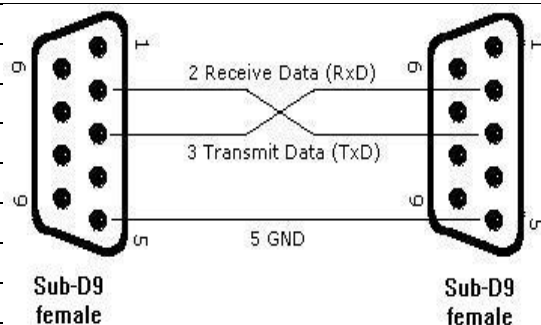 1
6
1
6
2 Receive Data (RxD)
3 Transmit Data (TxD)
9
5
9
5
5 GND
Sub-D9
female
Sub-D9
female